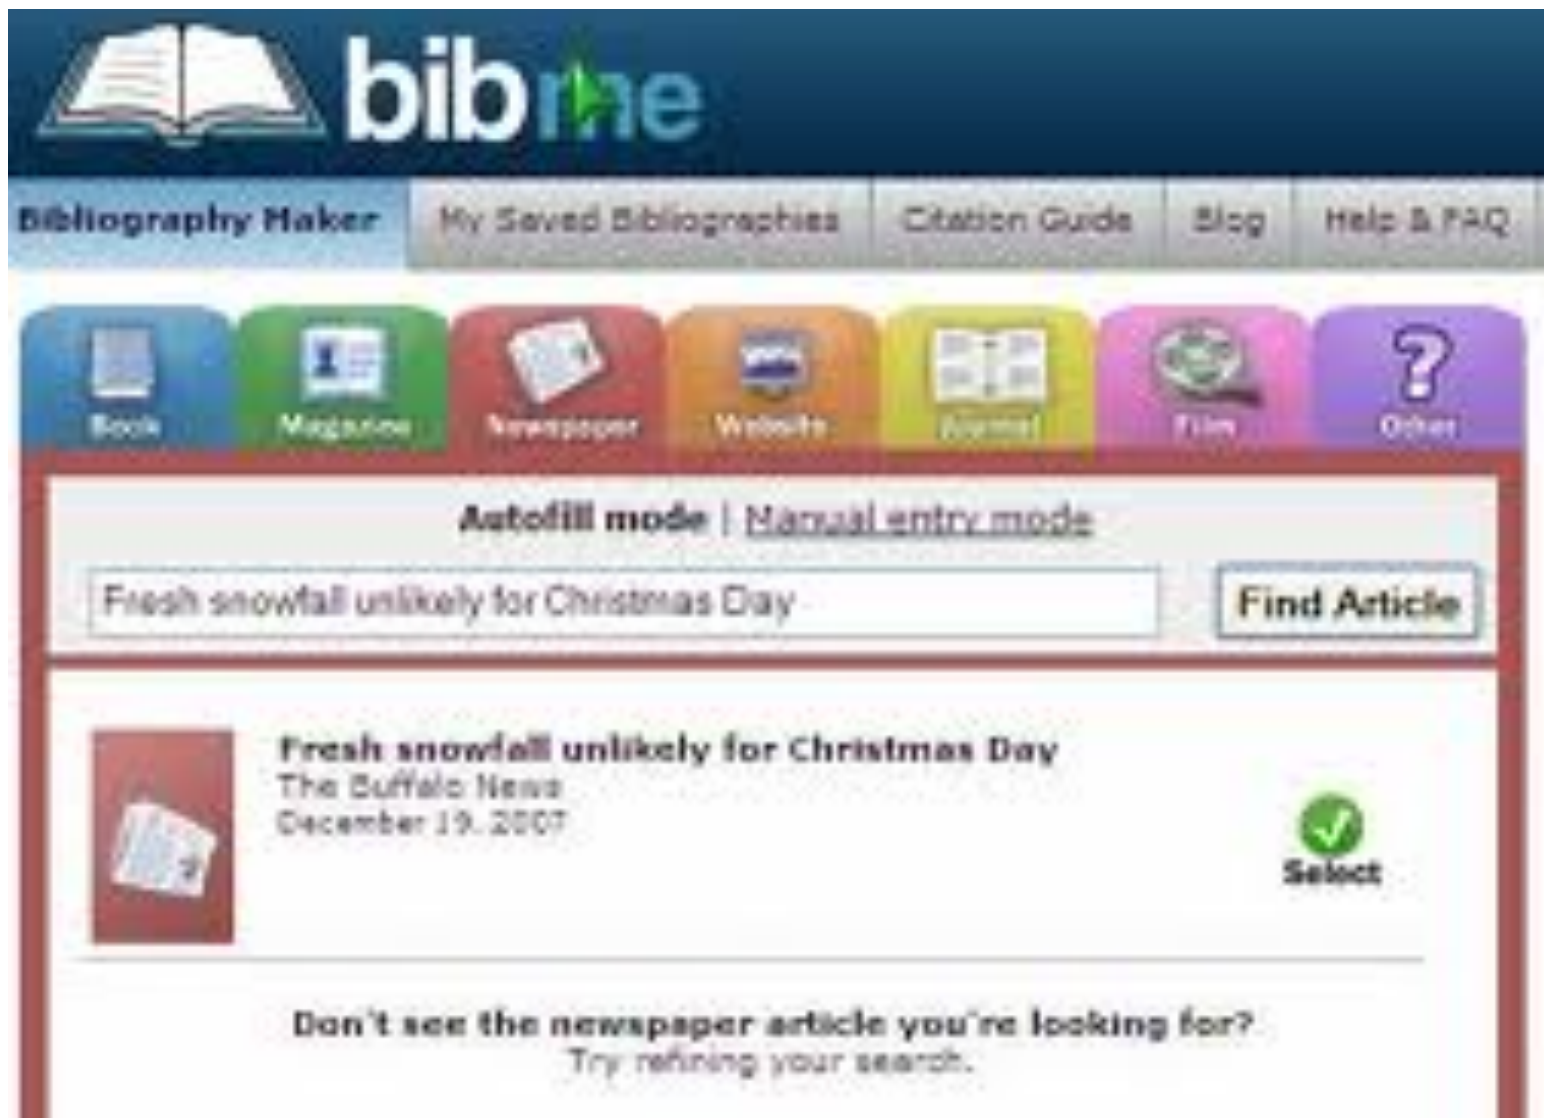 bibme
Bibliography Maker My Saved Bibliographies Citation Guide Blog Help & FAQ
Book Magazine Newspaper Website Journal Film Other
Autofill mode | Manual entry mode
Fresh snowfall unlikely for Christmas Day Find Article
Fresh snowfall unlikely for Christmas Day
The Buffalo News
December 19, 2007
Select
Don't see the newspaper article you're looking for?
Try refining your search.